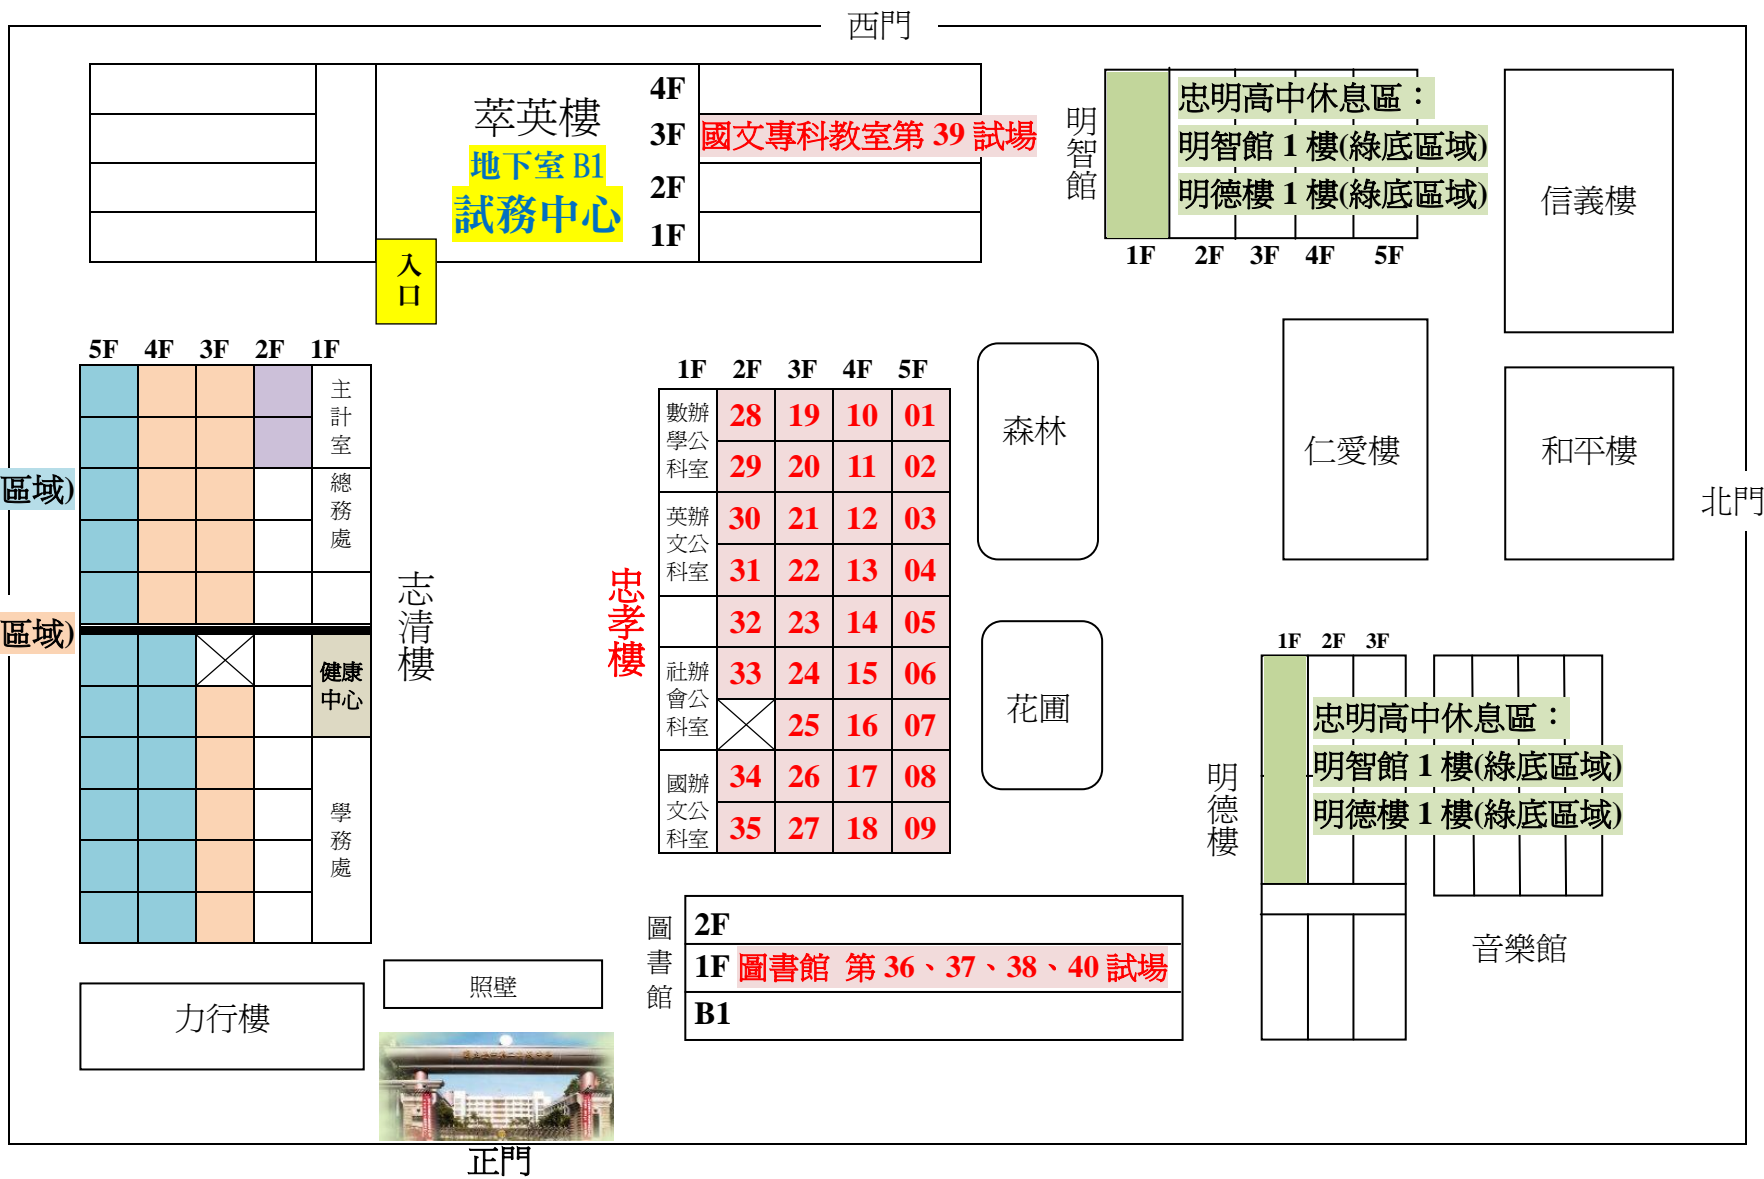 西門
萃英樓
地下室 B1
試務中心
4F
3F
2F
1F
國文專科教室第 39 試場
入口
明智館
忠明高中休息區：
明智館 1 樓(綠底區域)
明德樓 1 樓(綠底區域)
1F 2F 3F 4F 5F
信義樓
仁愛樓
和平樓
北門
5F 4F 3F 2F 1F
主計室
總務處
健康中心
學務處
區域)
區域)
志清樓
忠孝樓
1F 2F 3F 4F 5F
數學科辦公室
28 19 10 01
29 20 11 02
英文科辦公室
30 21 12 03
31 22 13 04
32 23 14 05
社會科辦公室
33 24 15 06
25 16 07
國文科辦公室
34 26 17 08
35 27 18 09
森林
花圃
明德樓
1F 2F 3F
忠明高中休息區：
明智館 1 樓(綠底區域)
明德樓 1 樓(綠底區域)
音樂館
圖書館
2F
1F 圖書館 第 36、37、38、40 試場
B1
照壁
力行樓
正門